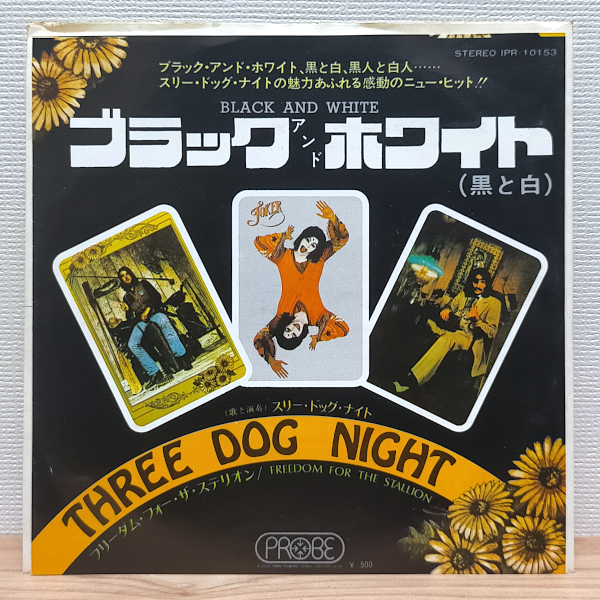 STEREO IPR-10153
ブラック・アンド・ホワイト、黒と白、黒人と白人……
スリー・ドッグ・ナイトの魅力あふれる感動のニュー・ヒット!!
BLACK AND WHITE
ブラック アンド ホワイト
(黒と白)
JOKER
(歌と演奏)スリー・ドッグ・ナイト
THREE DOG NIGHT
フリーダム・フォー・ザ・ステリオン/ FREEDOM FOR THE STALLION
PROBE
¥ 500